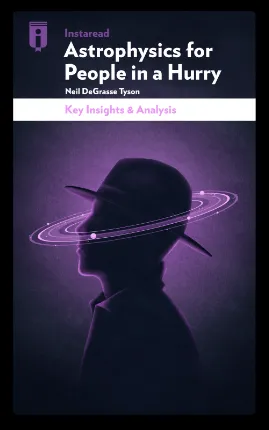 Instaread
Astrophysics for
People in a Hurry
Neil DeGrasse Tyson
Key Insights & Analysis